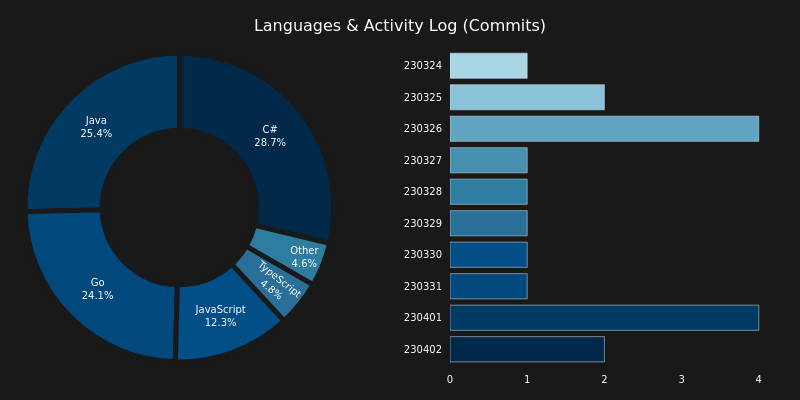 Languages & Activity Log (Commits)
C#
28.7%
Java
25.4%
Go
24.1%
JavaScript
12.3%
TypeScript
4.8%
Other
4.6%
230324
230325
230326
230327
230328
230329
230330
230331
230401
230402
0 1 2 3 4